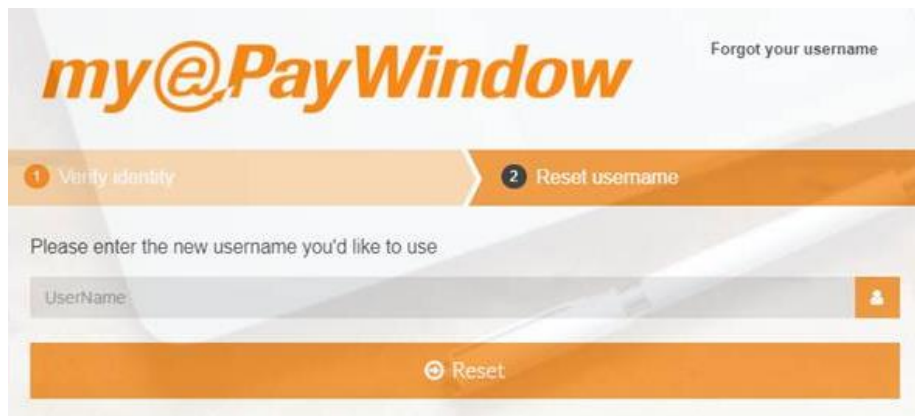 my@PayWindow
Forgot your username
1 Verify identity
2 Reset username
Please enter the new username you'd like to use
UserName
Reset